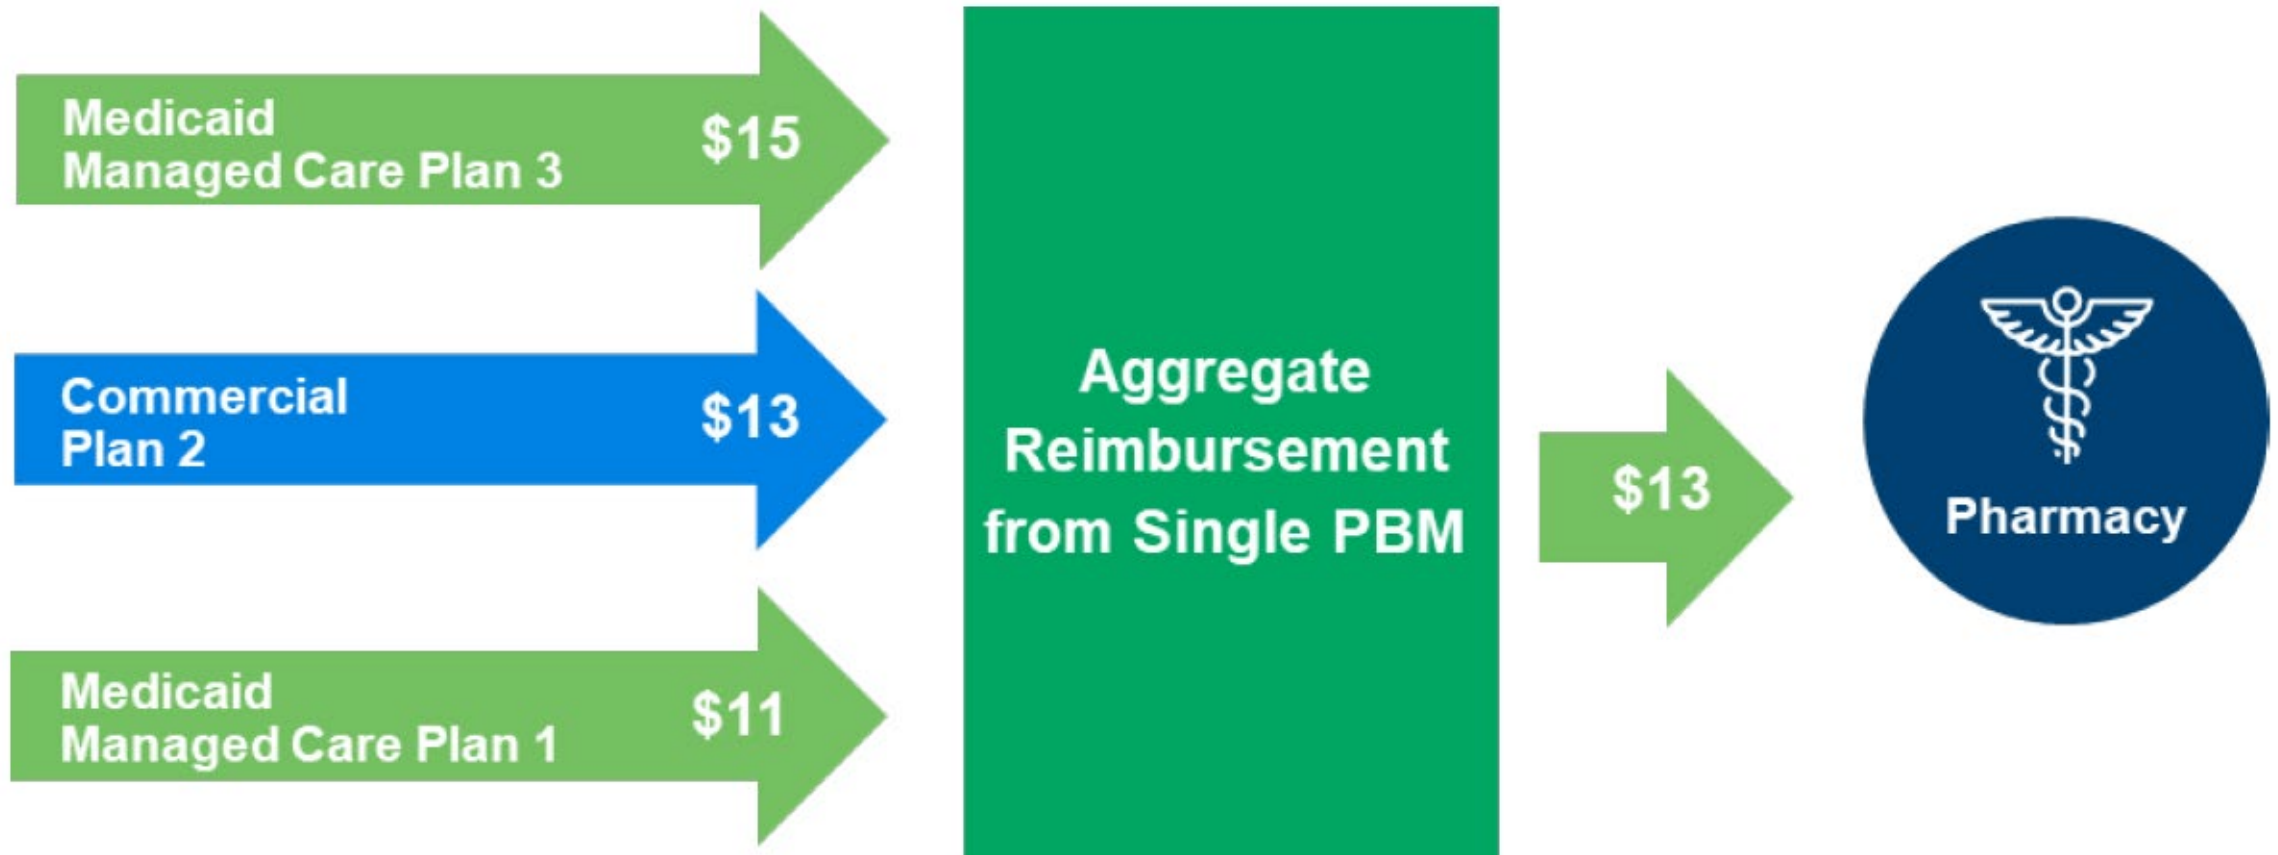 Medicaid
Managed Care Plan 3
$15
Commercial
Plan 2
$13
Medicaid
Managed Care Plan 1
$11
Aggregate
Reimbursement
from Single PBM
$13
Pharmacy